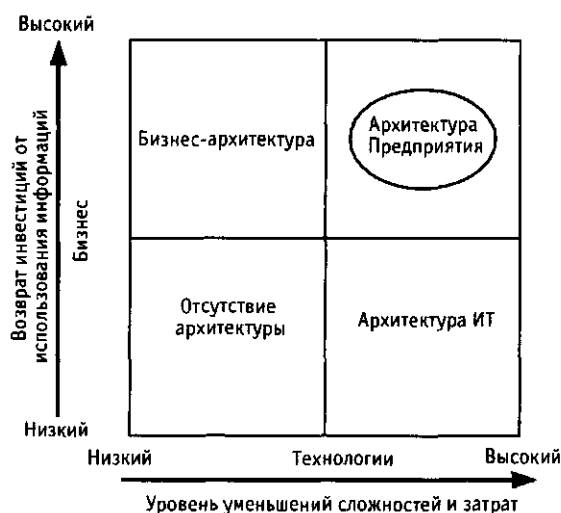 Высокий
Возврат инвестиций от
использования информаций
Бизнес
Низкий
Бизнес-архитектура
Архитектура
Предприятия
Отсутствие
архитектуры
Архитектура ИТ
Низкий
Технологии
Высокий
Уровень уменьшений сложностей и затрат